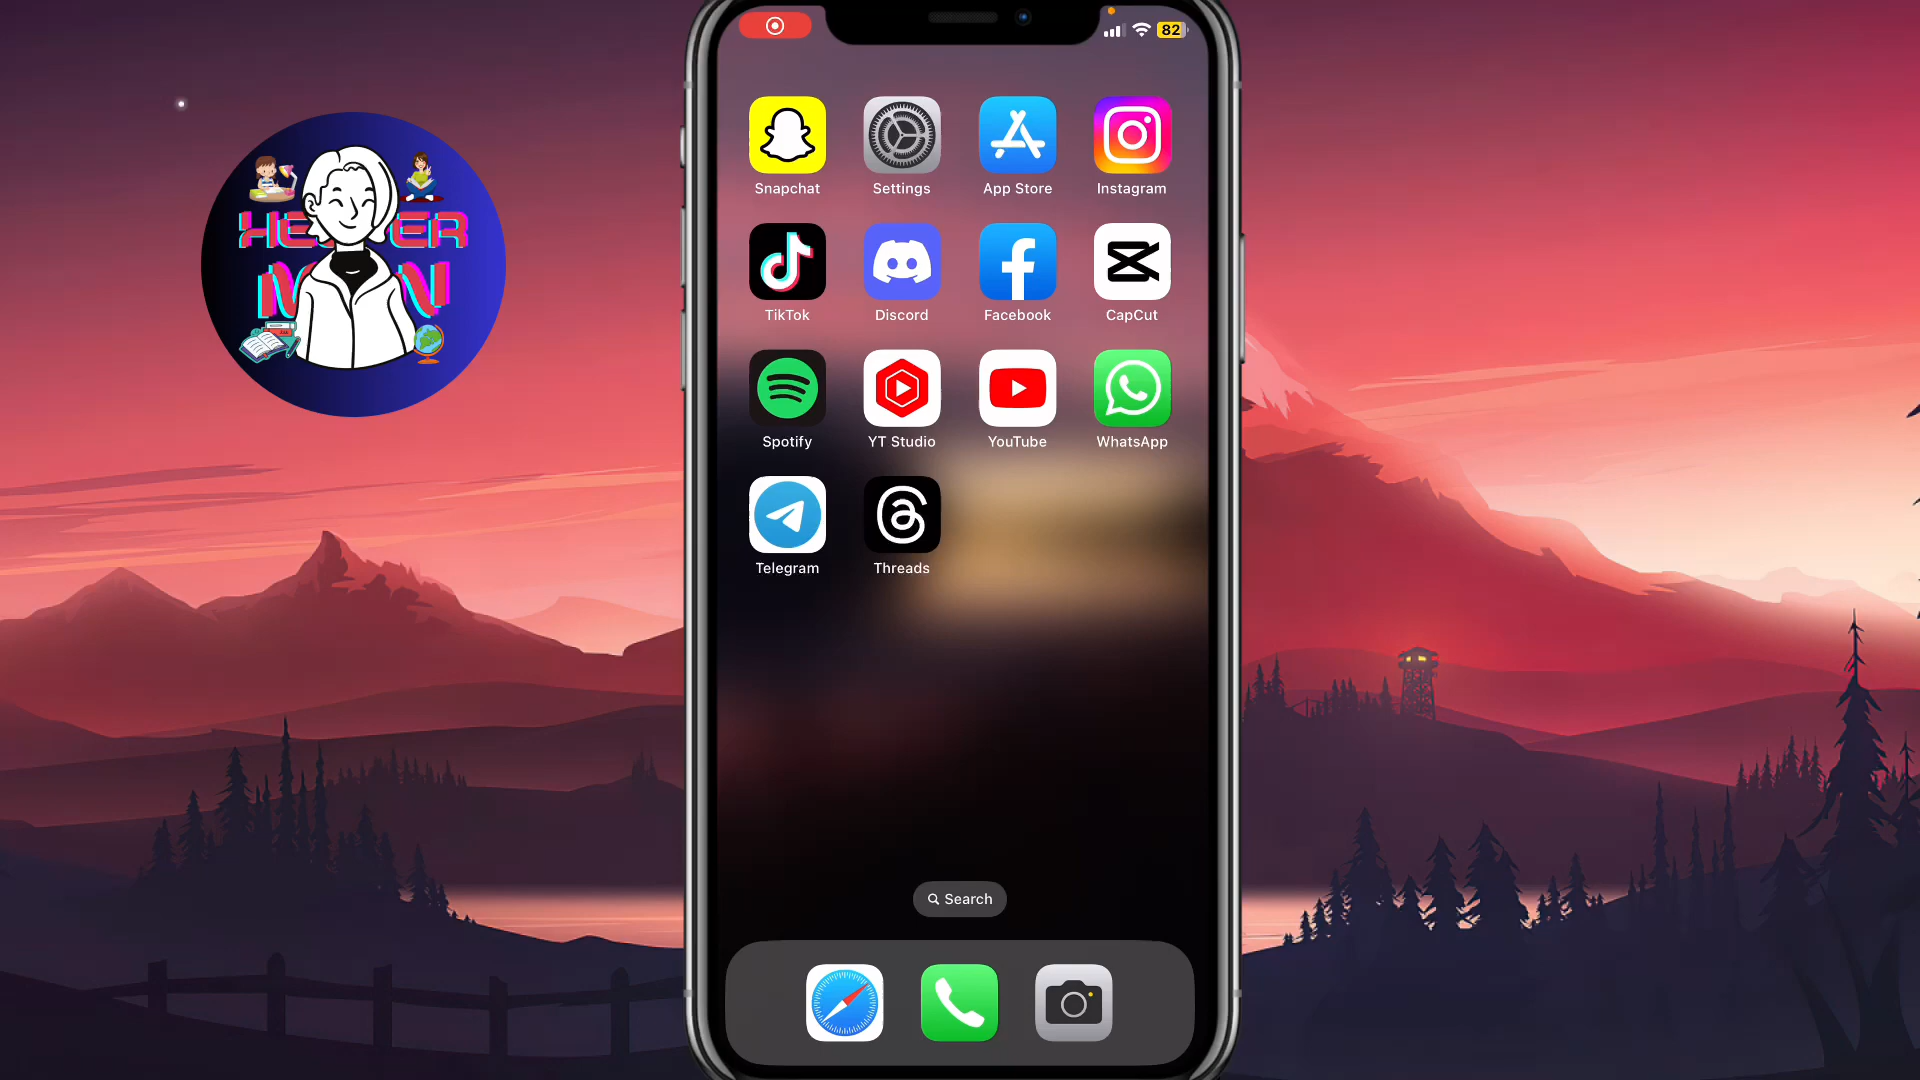 82
Snapchat
Settings
App Store
Instagram
TikTok
Discord
Facebook
CapCut
Spotify
YT Studio
YouTube
WhatsApp
Telegram
Threads
Search